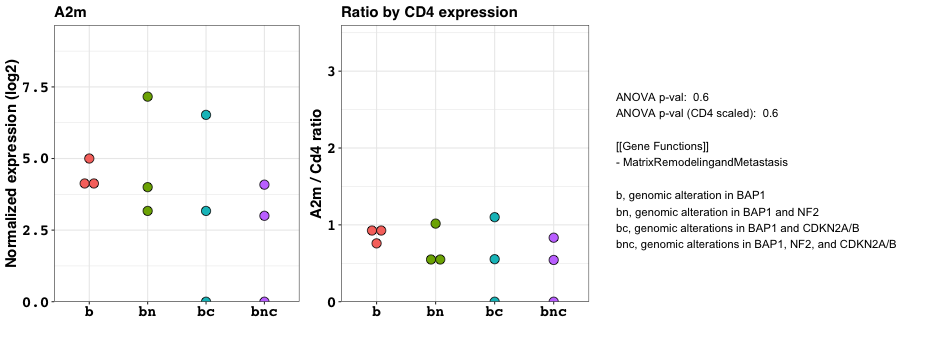 A2m
Normalized expression (log2)
7.5
5.0
2.5
0.0
b bn bc bnc
Ratio by CD4 expression
A2m / Cd4 ratio
3
2
1
0
b bn bc bnc
ANOVA p-val: 0.6
ANOVA p-val (CD4 scaled): 0.6
[[Gene Functions]]
- MatrixRemodelingandMetastasis
b, genomic alteration in BAP1
bn, genomic alteration in BAP1 and NF2
bc, genomic alterations in BAP1 and CDKN2A/B
bnc, genomic alterations in BAP1, NF2, and CDKN2A/B